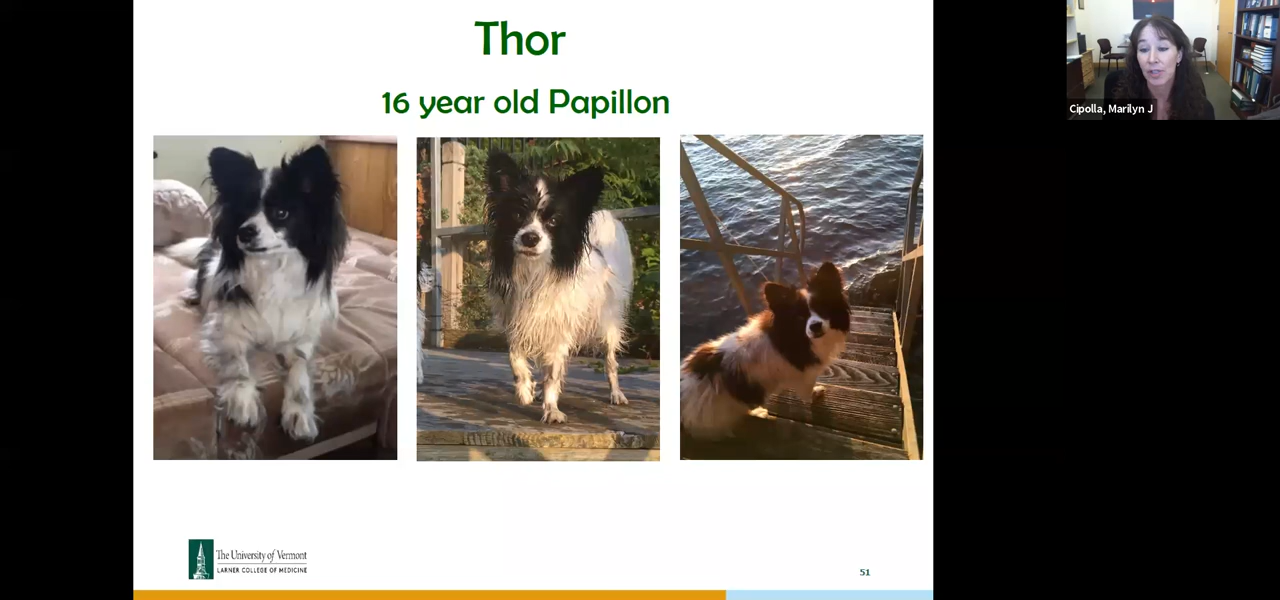 Thor
16 year old Papillon
Cipolla, Marilyn J
The University of Vermont
LARNER COLLEGE OF MEDICINE
51